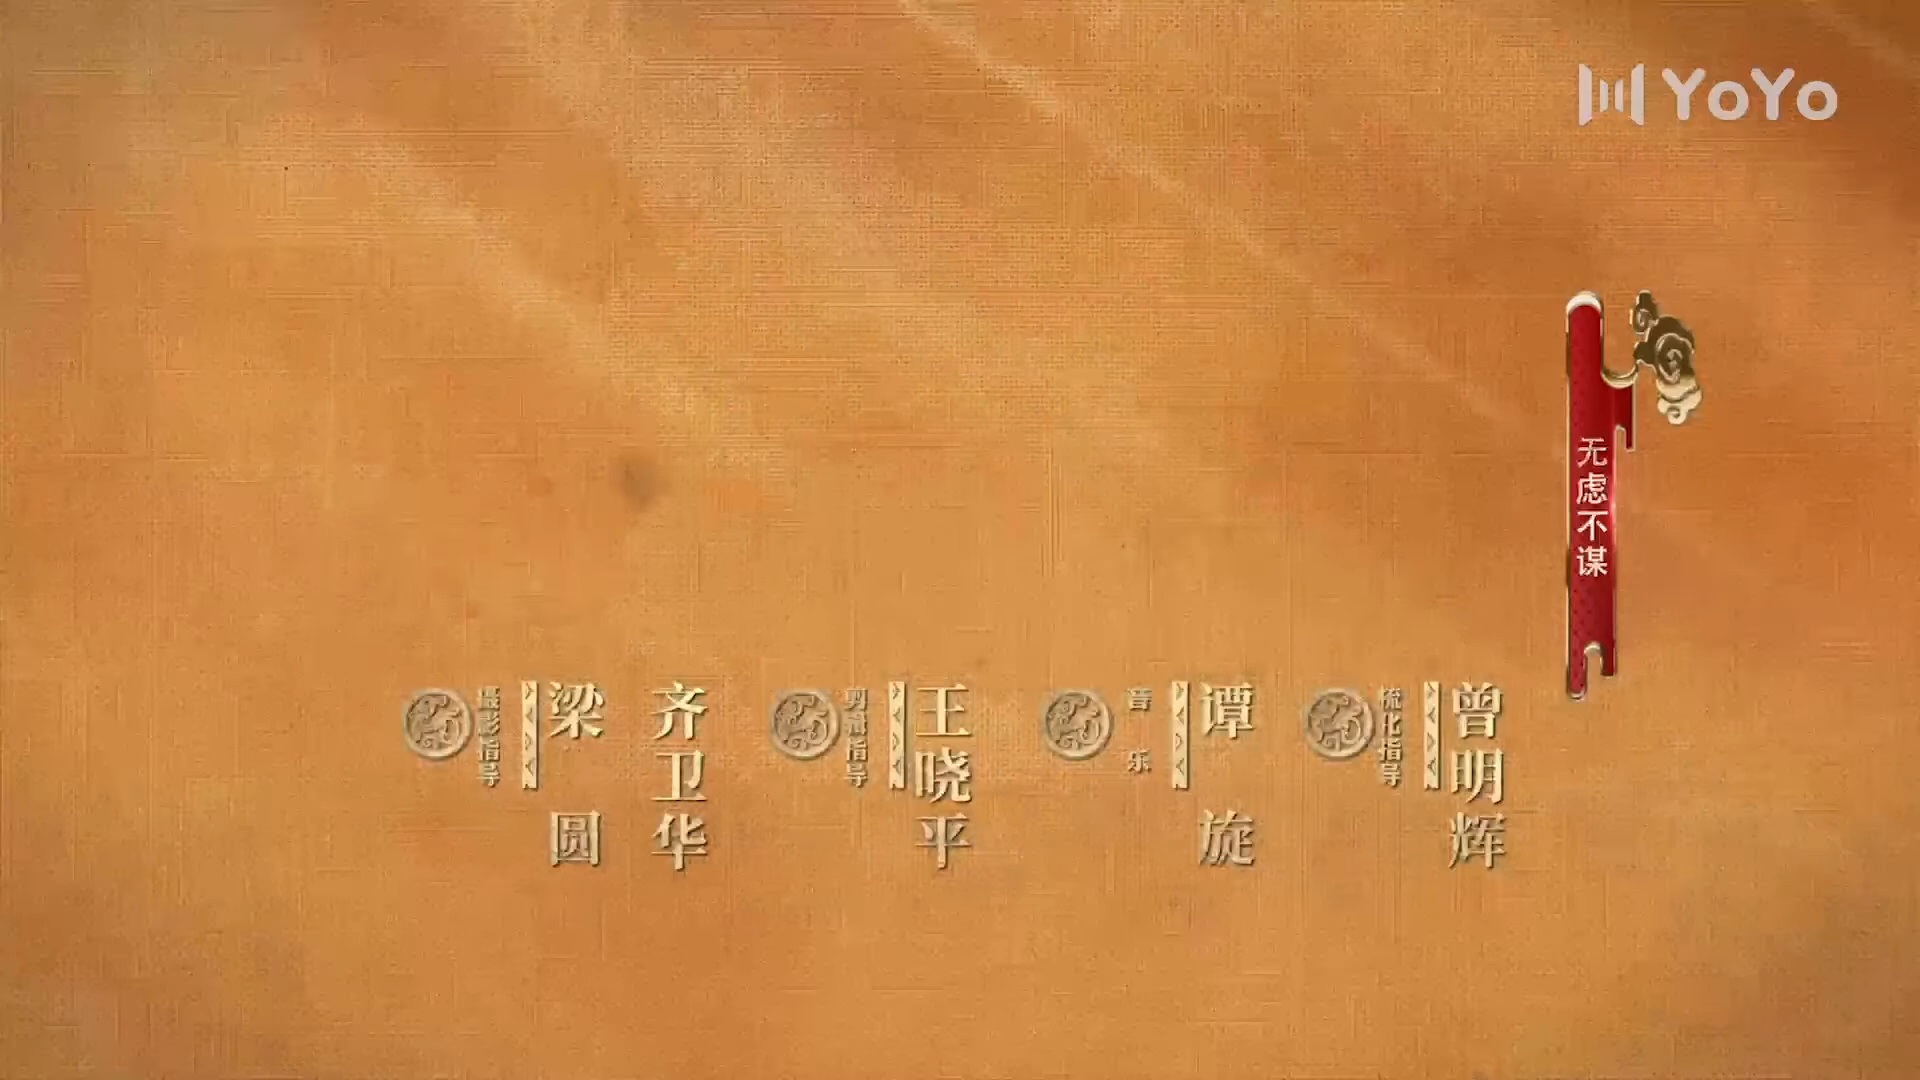 YoYo
无虑不谋
曾明辉
梳化指导
谭旋
音乐
王晓平
剪辑指导
齐卫华
梁圆
摄影指导